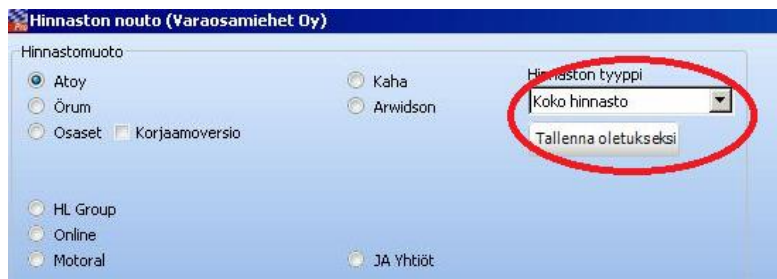 Hinnaston nouto (Varaosamiehet Oy)
Hinnastomuoto
Atoy
Kaha
Hinnaston tyyppi
Örum
Arwidson
Koko hinnasto
Osaset
Korjaamoversio
Tallenna oletukseksi
HL Group
Online
Motoral
JA Yhtiöt